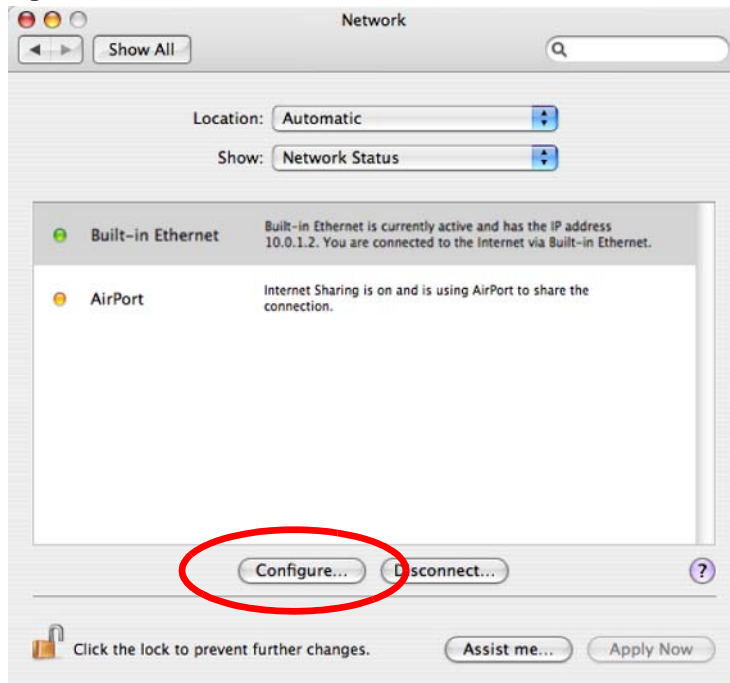 Network
Show All
Location: Automatic
Show: Network Status
Built-in Ethernet
Built-in Ethernet is currently active and has the IP address
10.0.1.2. You are connected to the Internet via Built-in Ethernet.
AirPort
Internet Sharing is on and is using AirPort to share the
connection.
Configure... Disconnect... ?
Click the lock to prevent further changes. Assist me... Apply Now